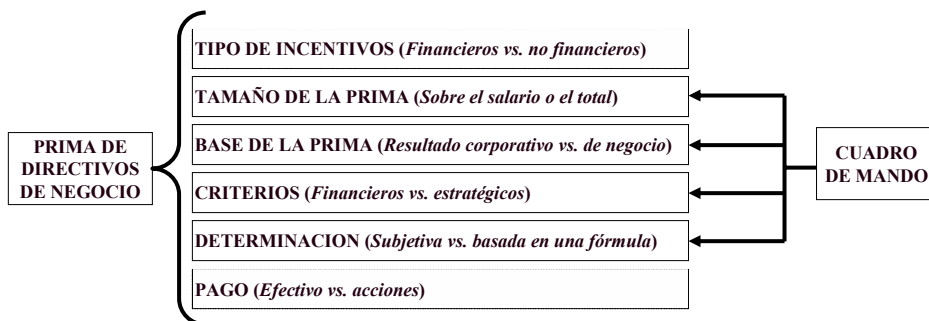 PRIMA DE
DIRECTIVOS
DE NEGOCIO
TIPO DE INCENTIVOS (Financieros vs. no financieros)
TAMAÑO DE LA PRIMA (Sobre el salario o el total)
BASE DE LA PRIMA (Resultado corporativo vs. de negocio)
CRITERIOS (Financieros vs. estratégicos)
DETERMINACION (Subjetiva vs. basada en una fórmula)
PAGO (Efectivo vs. acciones)
CUADRO
DE MANDO